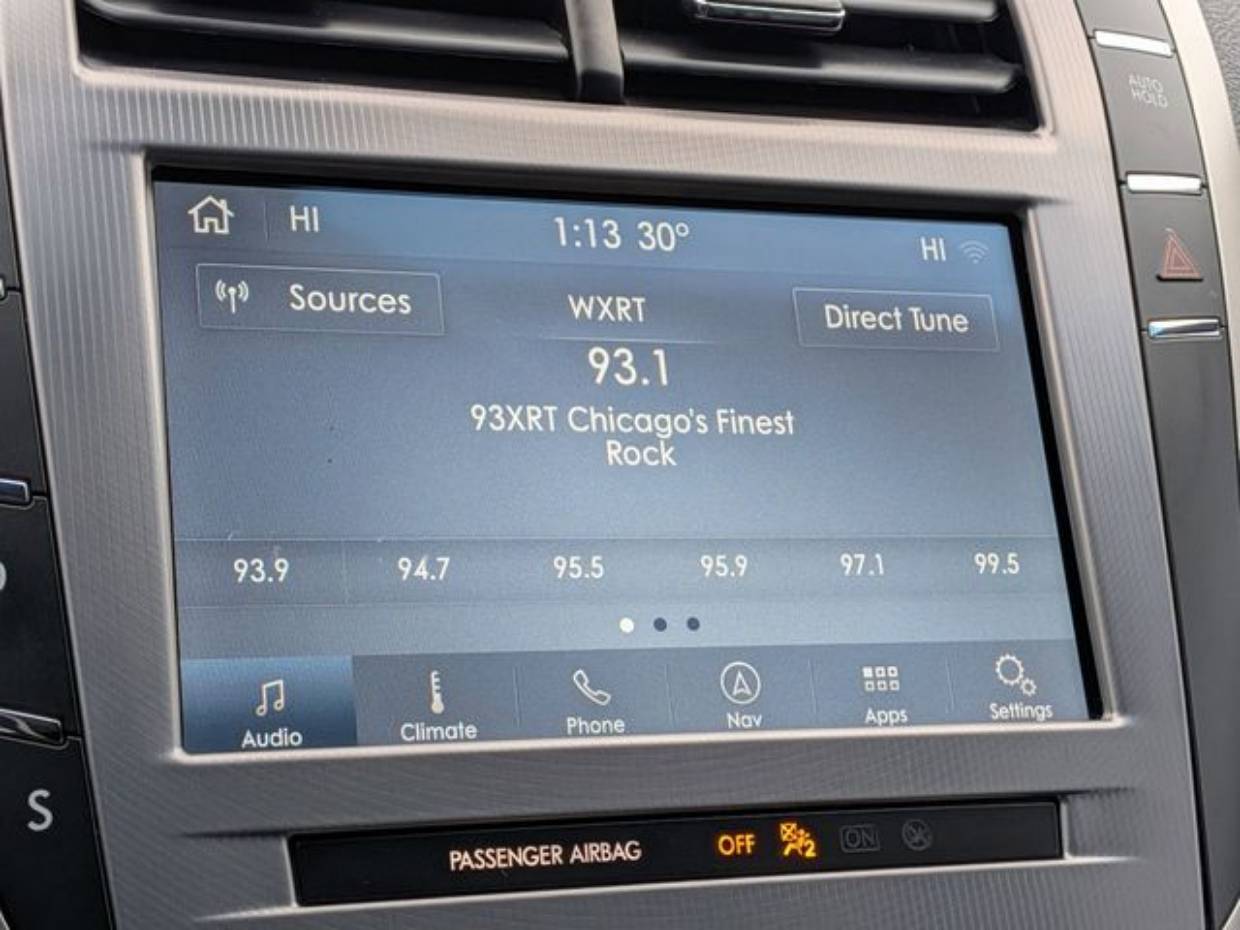 AUTO
HOLD
HI 1:13 30° HI
Sources WXRT Direct Tune
93.1
93XRT Chicago's Finest
Rock
93.9 94.7 95.5 95.9 97.1 99.5
Audio Climate Phone Nav Apps Settings
S
PASSENGER AIRBAG OFF 2 ON